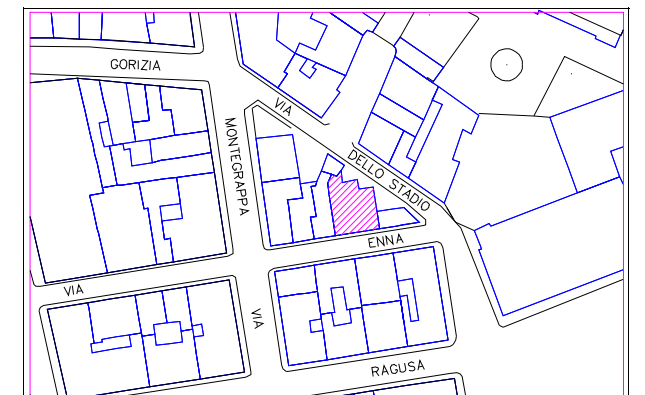 GORIZIA
VIA
MONTEGRAPPA
DELLO STADIO
ENNA
VIA
VIA
RAGUSA